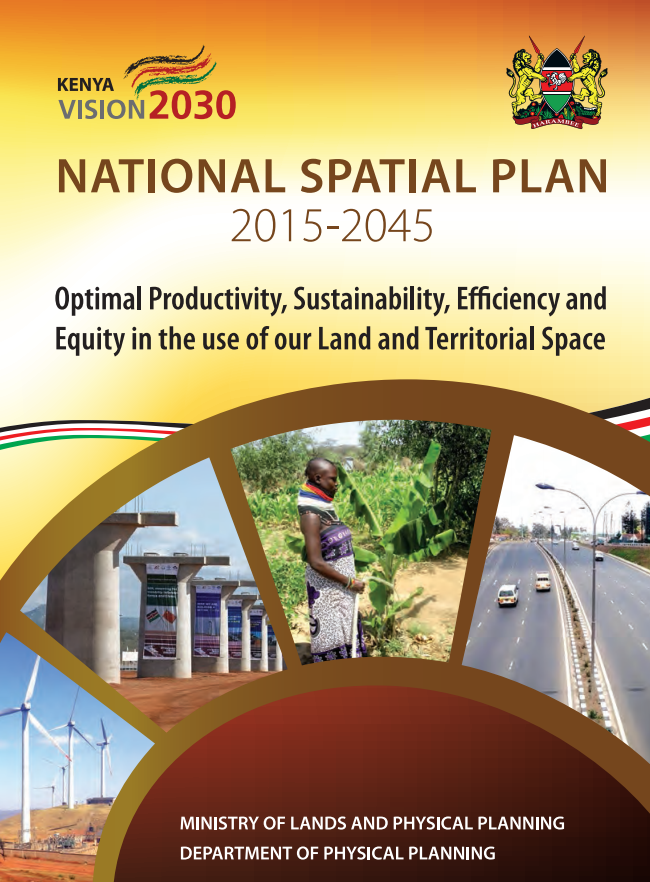 KENYA
VISION 2030
HARAMBEE
NATIONAL SPATIAL PLAN
2015-2045
Optimal Productivity, Sustainability, Efficiency and
Equity in the use of our Land and Territorial Space
MINISTRY OF LANDS AND PHYSICAL PLANNING
DEPARTMENT OF PHYSICAL PLANNING